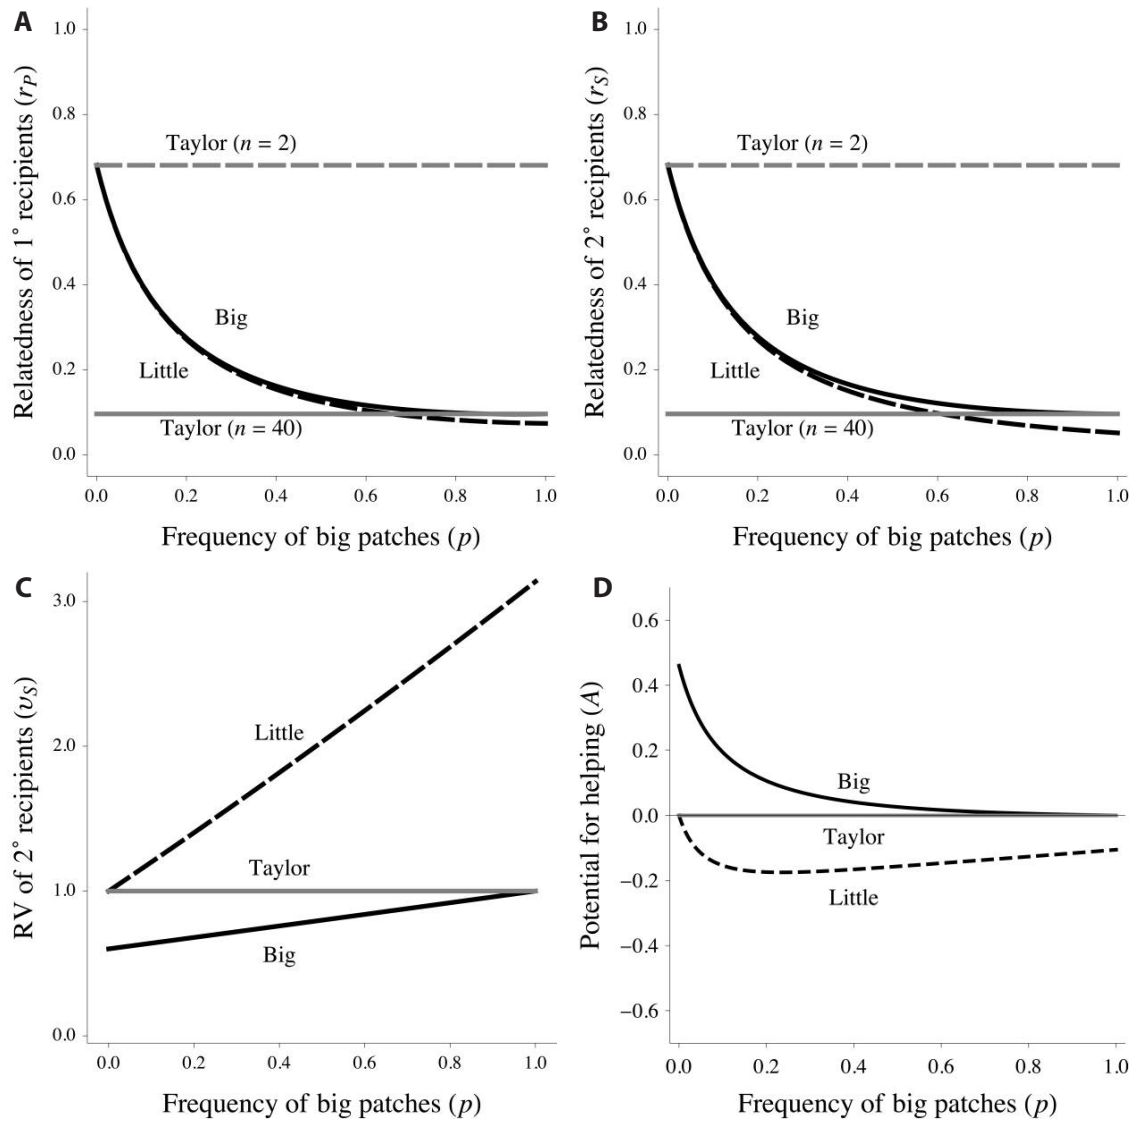 A
1.0
0.8
0.6
0.4
0.2
0.0
Relatedness of 1° recipients (r_P)
Taylor (n = 2)
Big
Little
Taylor (n = 40)
0.0 0.2 0.4 0.6 0.8 1.0
Frequency of big patches (p)
B
1.0
0.8
0.6
0.4
0.2
0.0
Relatedness of 2° recipients (r_S)
Taylor (n = 2)
Big
Little
Taylor (n = 40)
0.0 0.2 0.4 0.6 0.8 1.0
Frequency of big patches (p)
C
3.0
2.0
1.0
0.0
RV of 2° recipients (υ_S)
Little
Taylor
Big
0.0 0.2 0.4 0.6 0.8 1.0
Frequency of big patches (p)
D
0.6
0.4
0.2
0.0
−0.2
−0.4
−0.6
Potential for helping (A)
Big
Taylor
Little
0.0 0.2 0.4 0.6 0.8 1.0
Frequency of big patches (p)